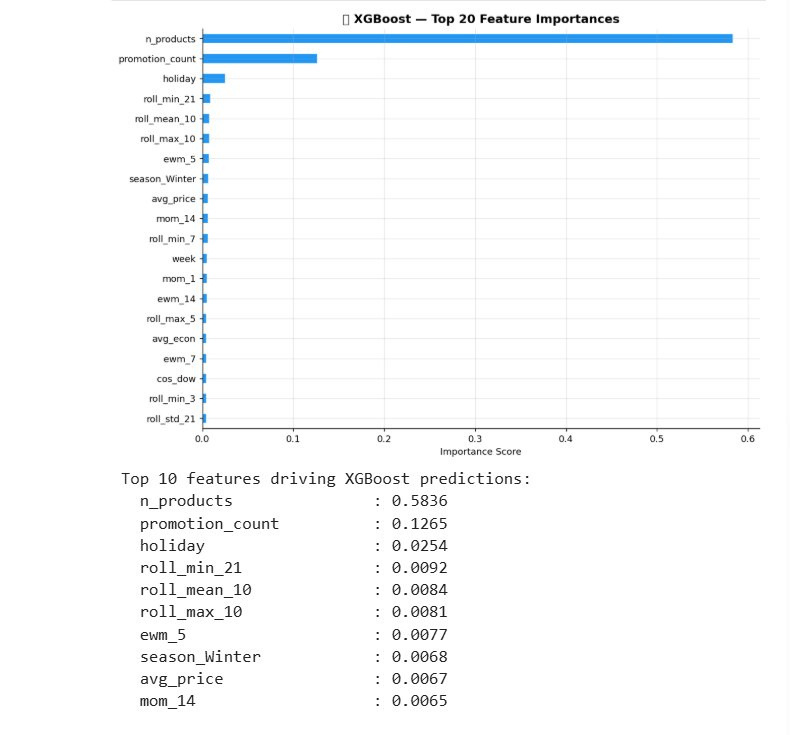 ▯ XGBoost — Top 20 Feature Importances
n_products
promotion_count
holiday
roll_min_21
roll_mean_10
roll_max_10
ewm_5
season_Winter
avg_price
mom_14
roll_min_7
week
mom_1
ewm_14
roll_max_5
avg_econ
ewm_7
cos_dow
roll_min_3
roll_std_21
0.0 0.1 0.2 0.3 0.4 0.5 0.6
Importance Score
Top 10 features driving XGBoost predictions:
n_products : 0.5836
promotion_count : 0.1265
holiday : 0.0254
roll_min_21 : 0.0092
roll_mean_10 : 0.0084
roll_max_10 : 0.0081
ewm_5 : 0.0077
season_Winter : 0.0068
avg_price : 0.0067
mom_14 : 0.0065